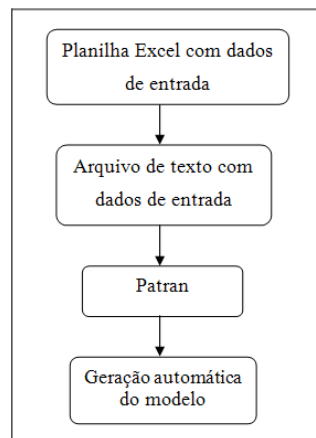 Planilha Excel com dados
de entrada
Arquivo de texto com
dados de entrada
Patran
Geração automática
do modelo